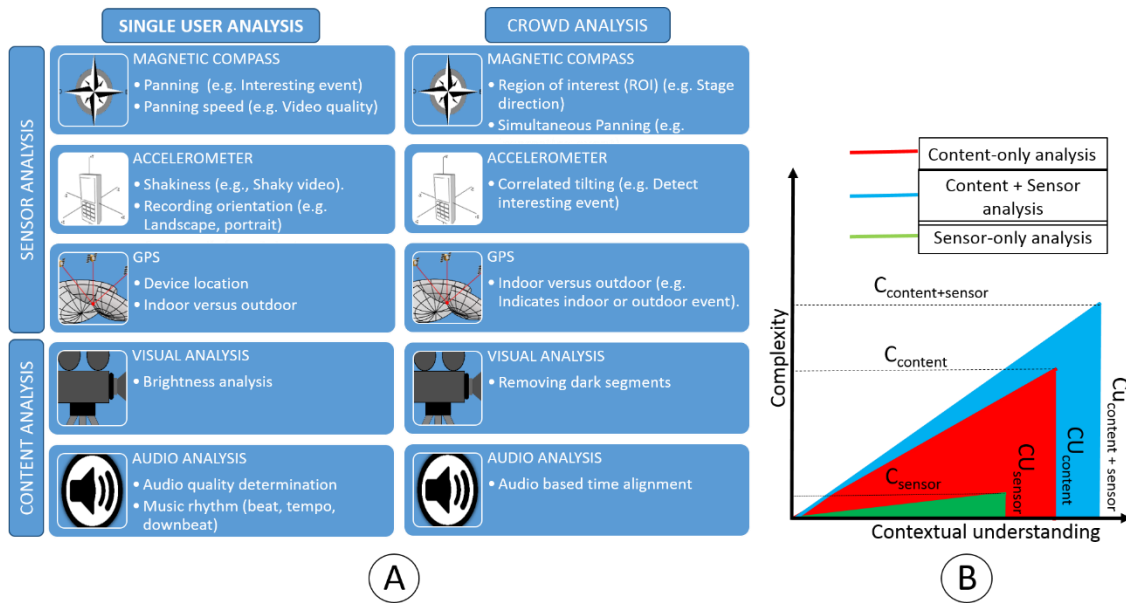 SINGLE USER ANALYSIS
CROWD ANALYSIS
SENSOR ANALYSIS
MAGNETIC COMPASS
• Panning (e.g. Interesting event)
• Panning speed (e.g. Video quality)
MAGNETIC COMPASS
• Region of interest (ROI) (e.g. Stage
direction)
• Simultaneous Panning (e.g.
ACCELEROMETER
• Shakiness (e.g., Shaky video).
• Recording orientation (e.g.
Landscape, portrait)
ACCELEROMETER
• Correlated tilting (e.g. Detect
interesting event)
GPS
• Device location
• Indoor versus outdoor
GPS
• Indoor versus outdoor (e.g.
Indicates indoor or outdoor event).
CONTENT ANALYSIS
VISUAL ANALYSIS
• Brightness analysis
VISUAL ANALYSIS
• Removing dark segments
AUDIO ANALYSIS
• Audio quality determination
• Music rhythm (beat, tempo,
downbeat)
AUDIO ANALYSIS
• Audio based time alignment
A
Content-only analysis
Content + Sensor
analysis
Sensor-only analysis
Complexity
Ccontent+sensor
Ccontent
Csensor
CUsensor
CUcontent
CUcontent + sensor
Contextual understanding
B